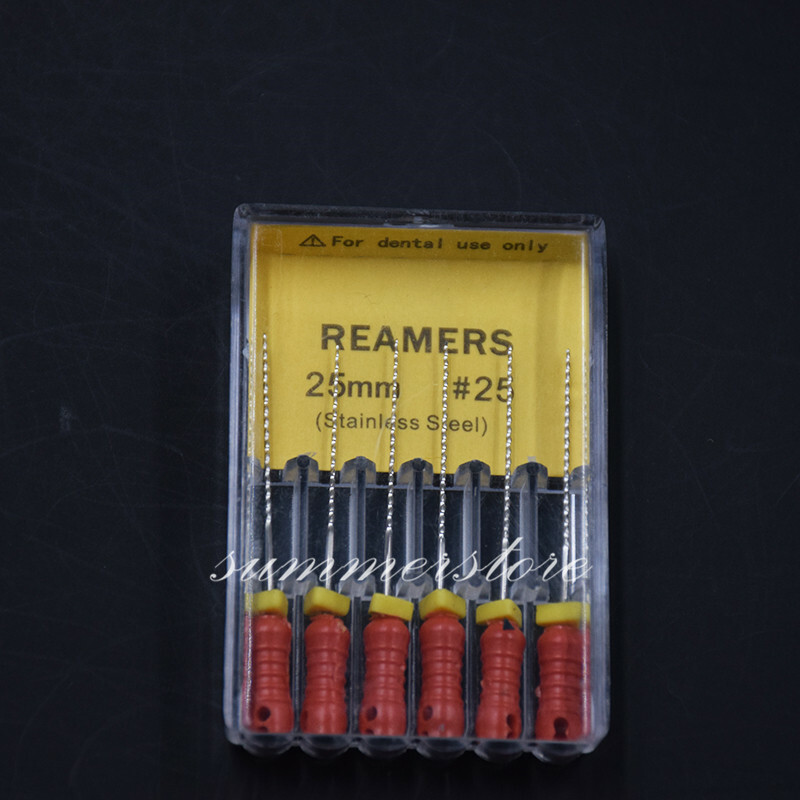 ⚠For dental use only
REAMERS
25mm #25
(Stainless Steel)
summerstore